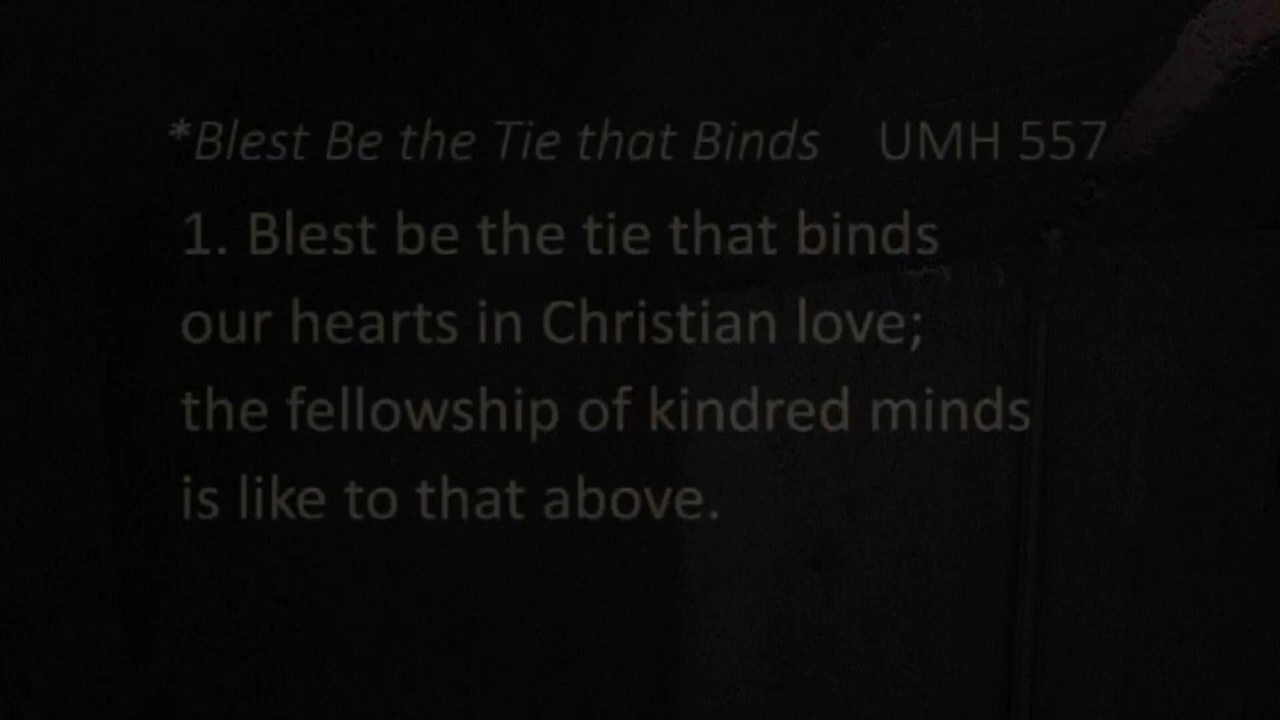 *Blest Be the Tie that Binds UMH 557
1. Blest be the tie that binds
our hearts in Christian love;
the fellowship of kindred minds
is like to that above.